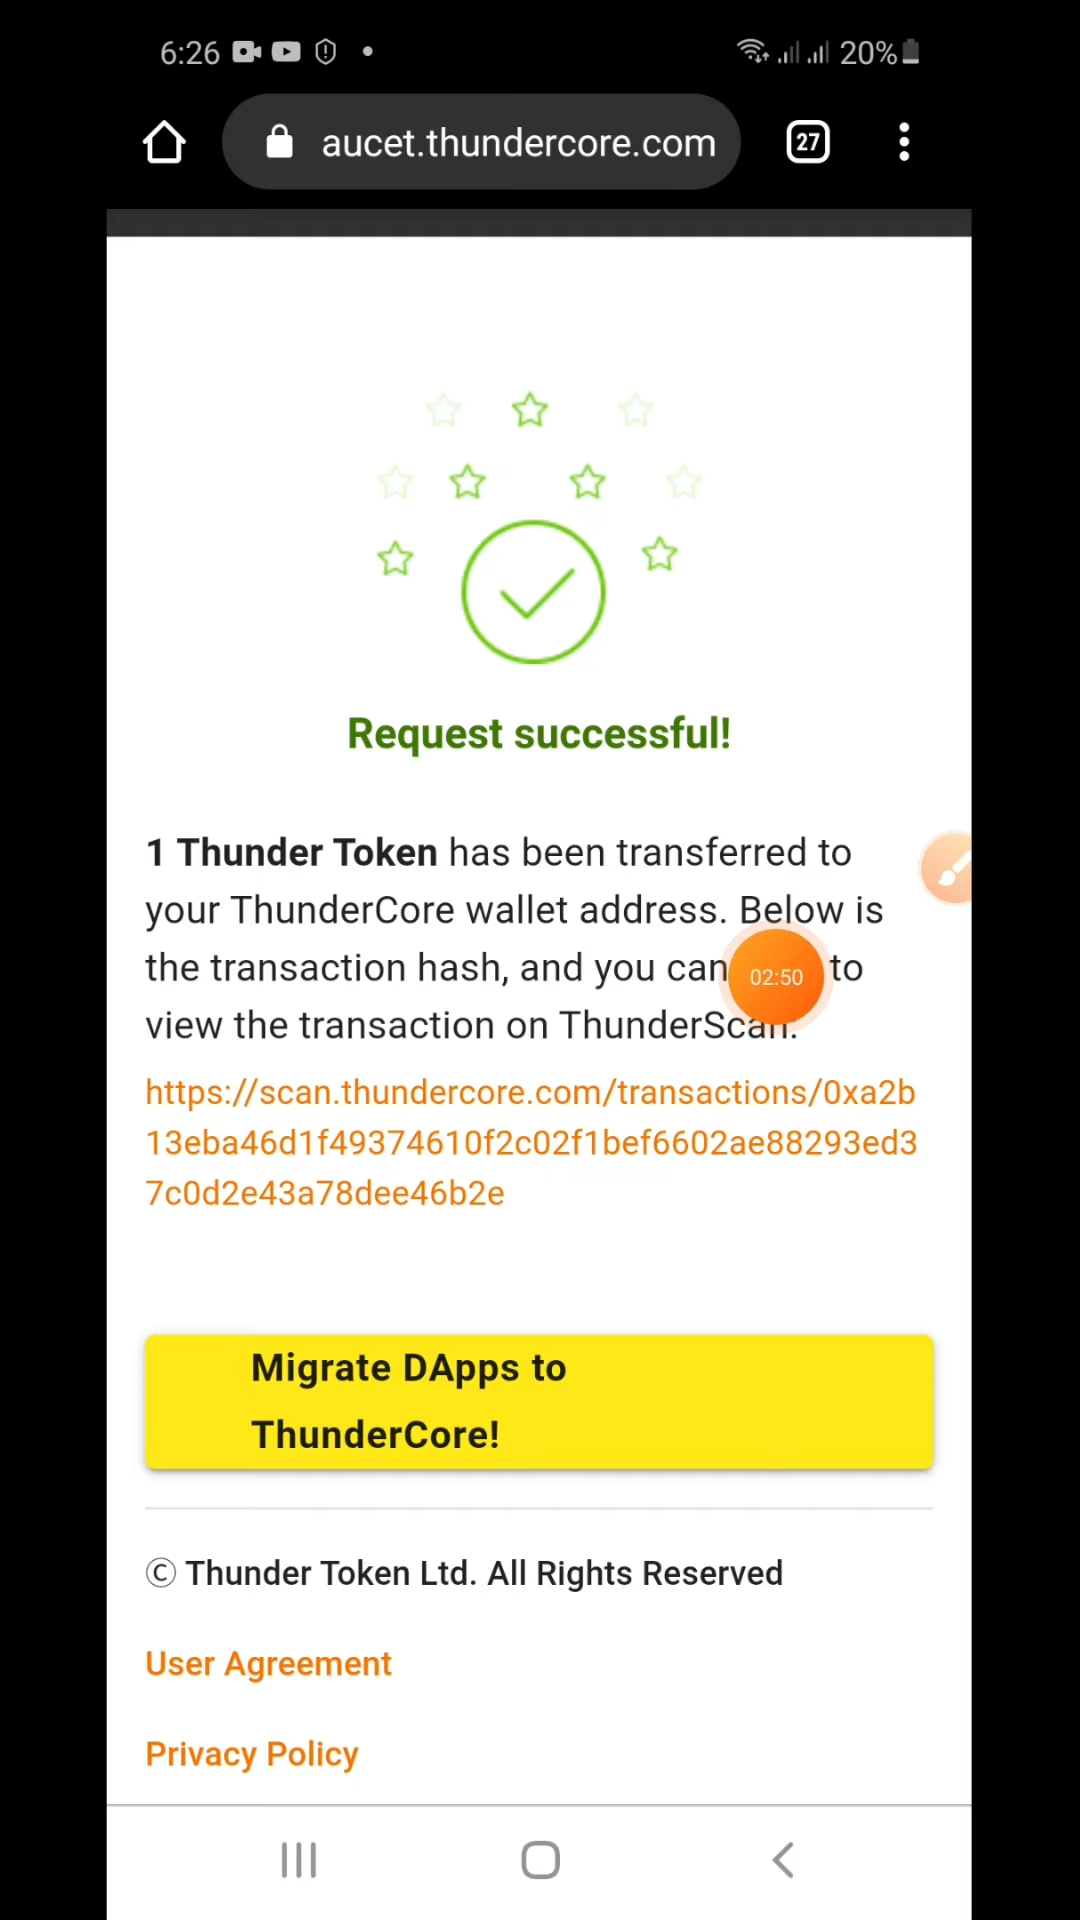 6:26
20%
aucet.thundercore.com
27
Request successful!
1 Thunder Token has been transferred to
your ThunderCore wallet address. Below is
the transaction hash, and you can to
02:50
view the transaction on ThunderScan.
https://scan.thundercore.com/transactions/0xa2b
13eba46d1f49374610f2c02f1bef6602ae88293ed3
7c0d2e43a78dee46b2e
Migrate DApps to
ThunderCore!
© Thunder Token Ltd. All Rights Reserved
User Agreement
Privacy Policy